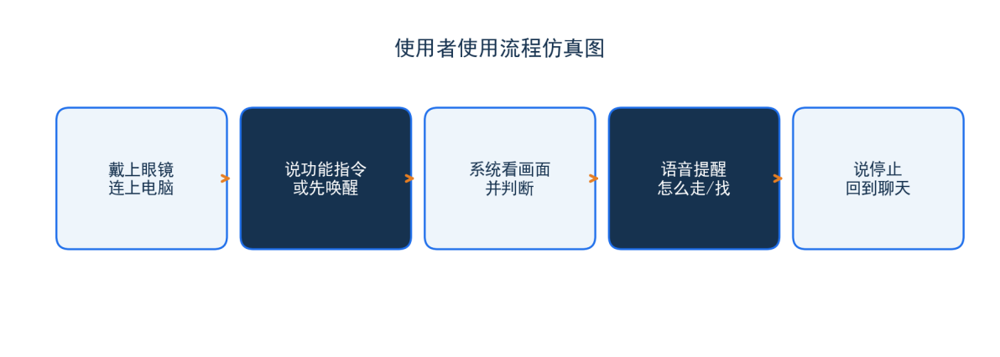 使用者使用流程仿真图
戴上眼镜
连上电脑
说功能指令
或先唤醒
系统看画面
并判断
语音提醒
怎么走/找
说停止
回到聊天